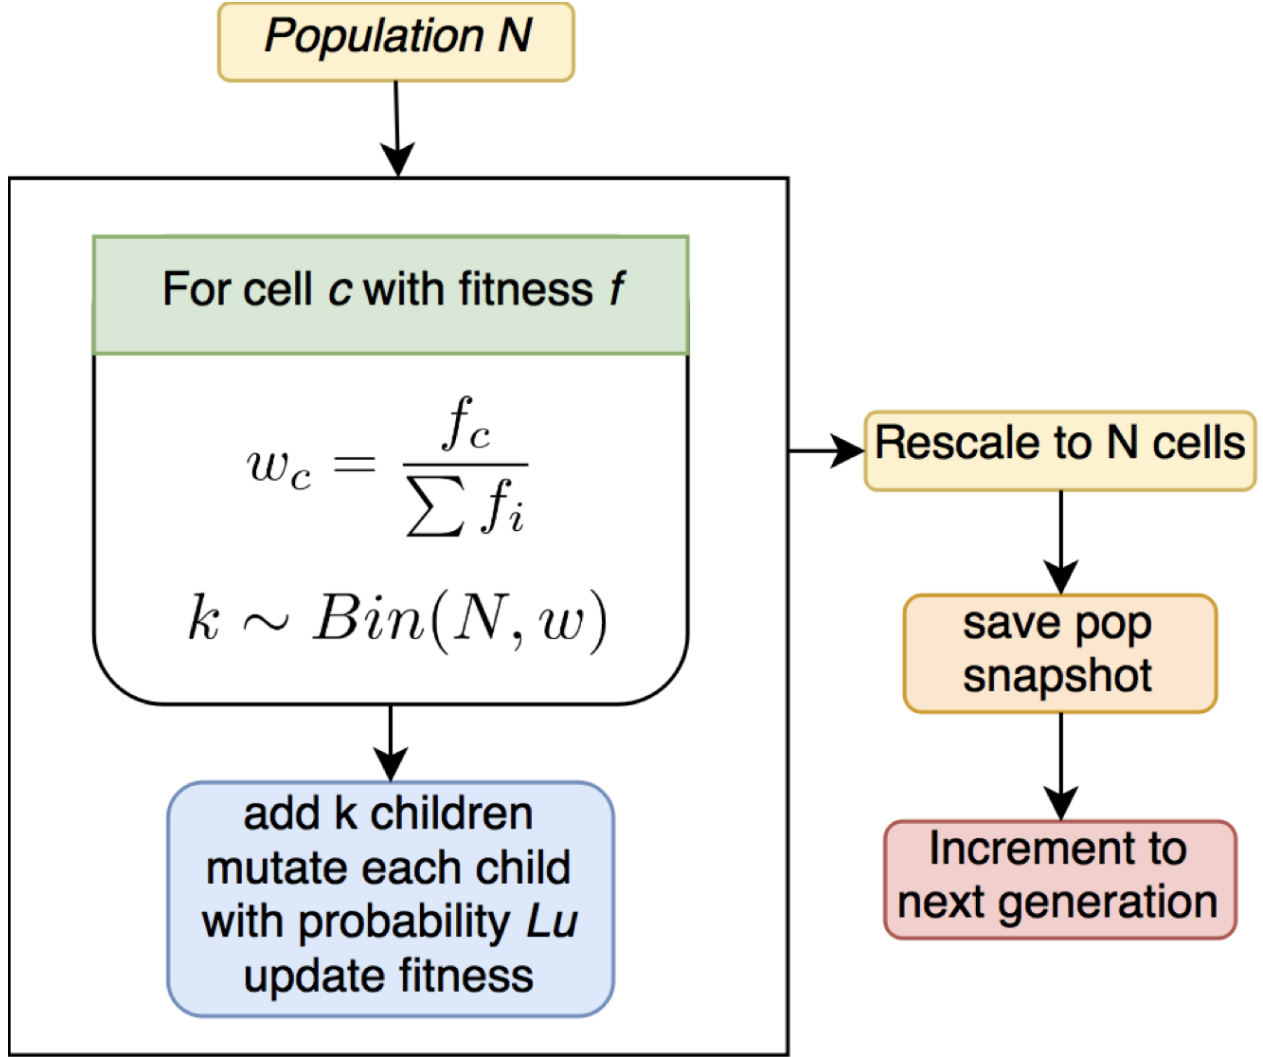 Population N
For cell c with fitness f
w_c = f_c / ∑ f_i
k ∼ Bin(N, w)
add k children
mutate each child
with probability Lu
update fitness
Rescale to N cells
save pop
snapshot
Increment to
next generation